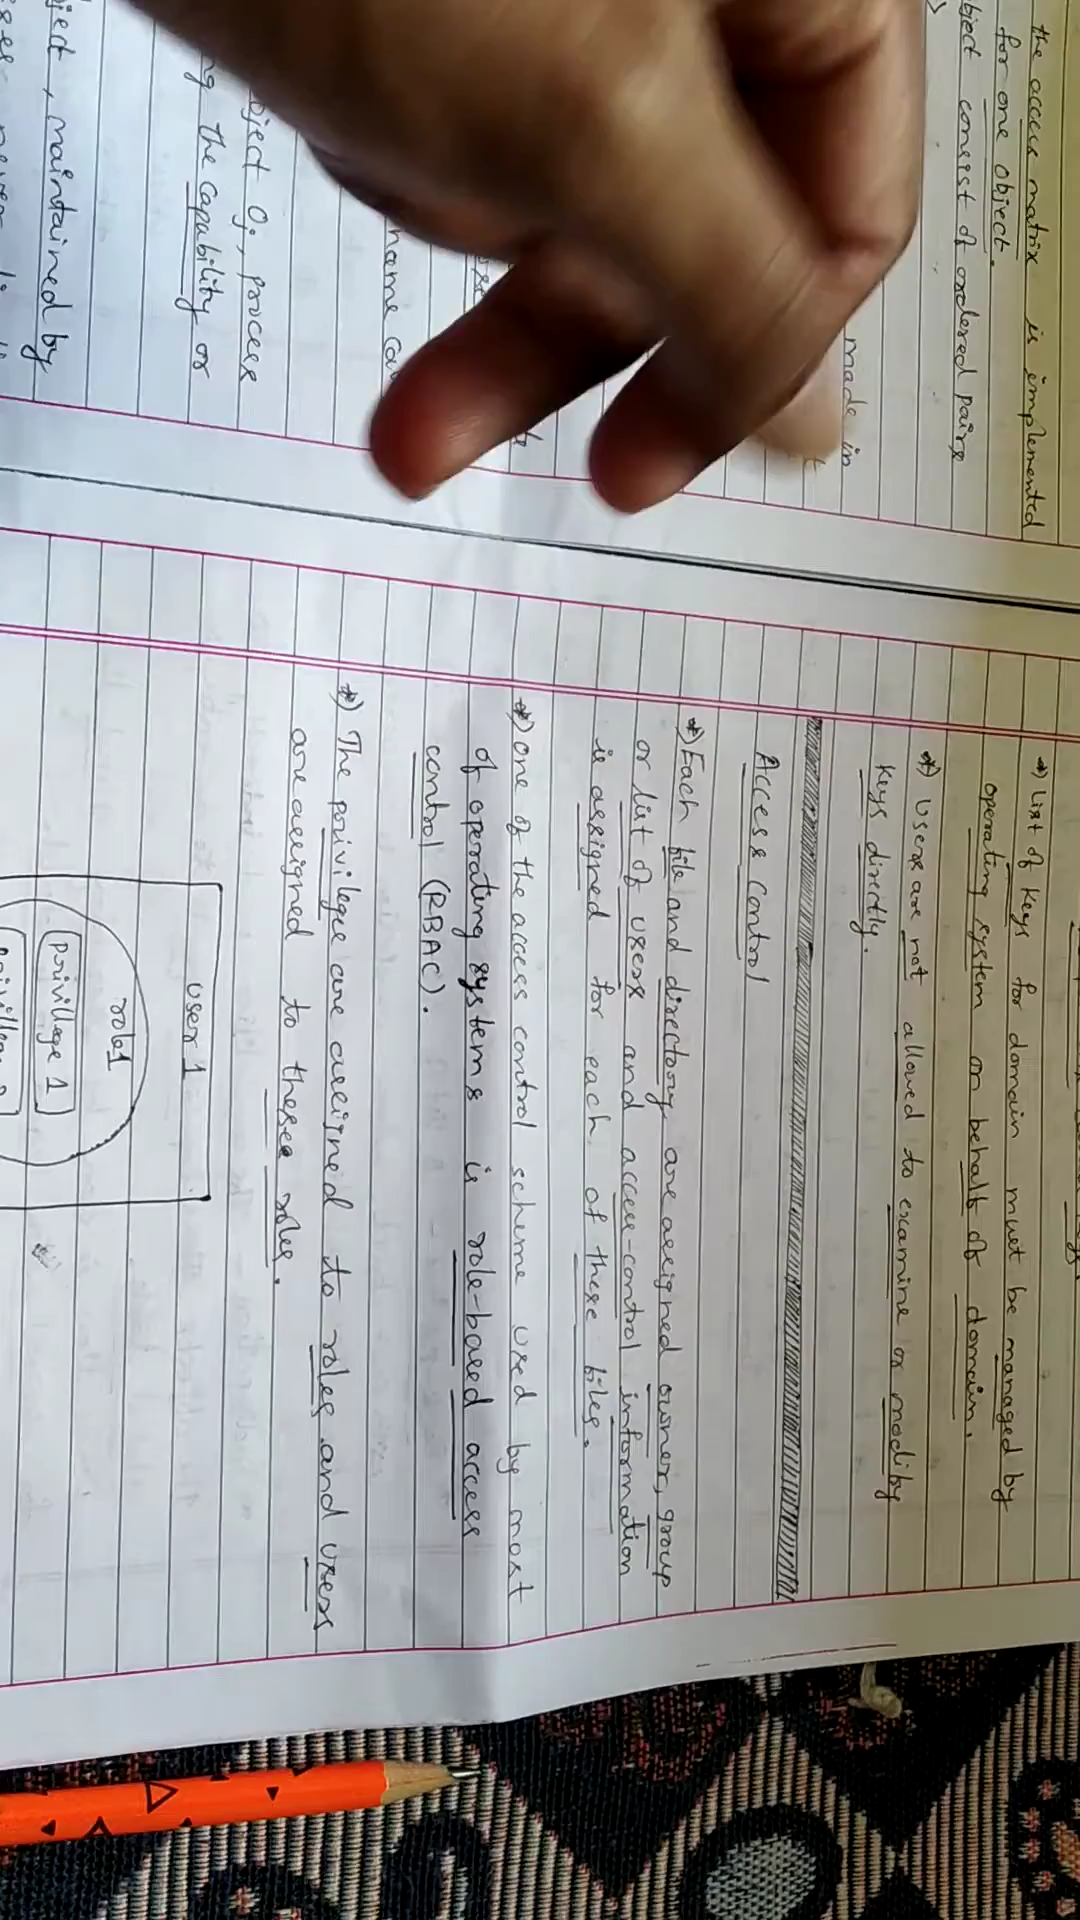 the access matrix is implemented
for one object.
bject consist of ordered pairs
made in
name
bject Oj, process
ng the capability or
ject, maintained by
*) List of Keys for domain must be managed by
operating system on behalf of domain.
*) Users are not allowed to examine or modify
keys directly.
Access Control
*) Each file and directory are assigned owner, group
or list of users and access-control information
is assigned for each of these files.
*) One of the access control scheme used by most
of operating systems is role-based access
control (RBAC).
*) The privilege are assigned to roles and users
are assigned to these roles.
user 1
role1
privillage 1